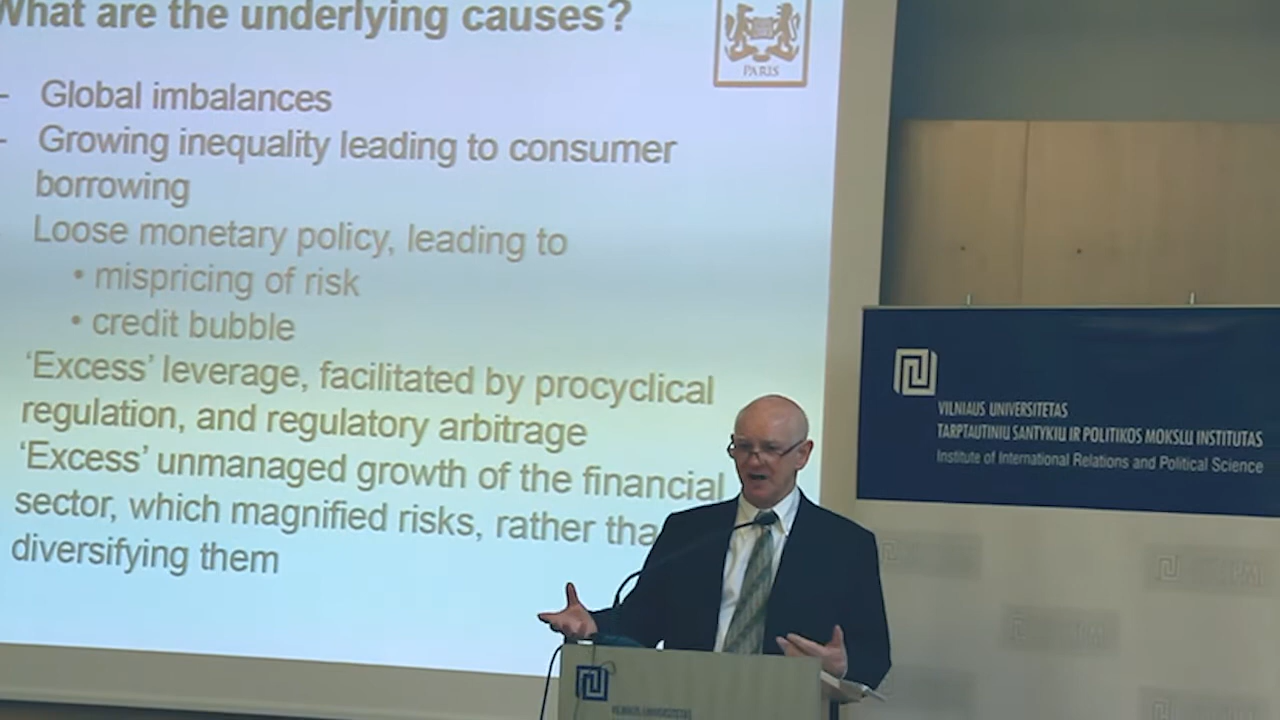 What are the underlying causes?
PARIS
- Global imbalances
- Growing inequality leading to consumer
borrowing
Loose monetary policy, leading to
• mispricing of risk
• credit bubble
‘Excess’ leverage, facilitated by procyclical
regulation, and regulatory arbitrage
‘Excess’ unmanaged growth of the financial
sector, which magnified risks, rather tha
diversifying them
VILNIAUS UNIVERSITETAS
TARPTAUTINIŲ SANTYKIŲ IR POLITIKOS MOKSLŲ INSTITUTAS
Institute of International Relations and Political Science
VILNIAUS UNIVERSITETAS